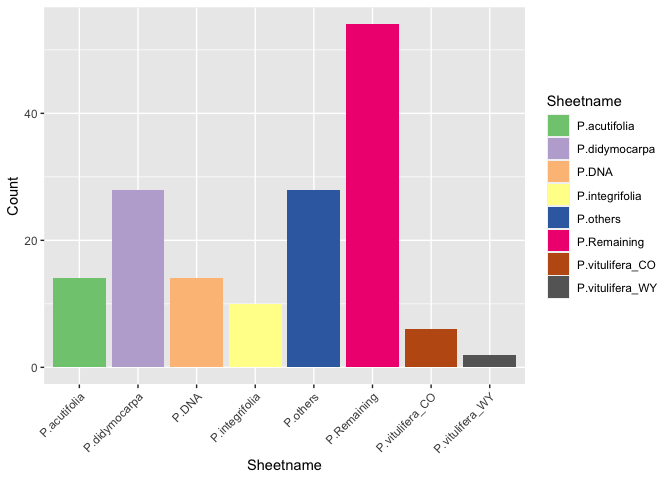 Count
40
20
0
P.acutifolia
P.didymocarpa
P.DNA
P.integrifolia
P.others
P.Remaining
P.vitulifera_CO
P.vitulifera_WY
Sheetname
Sheetname
P.acutifolia
P.didymocarpa
P.DNA
P.integrifolia
P.others
P.Remaining
P.vitulifera_CO
P.vitulifera_WY